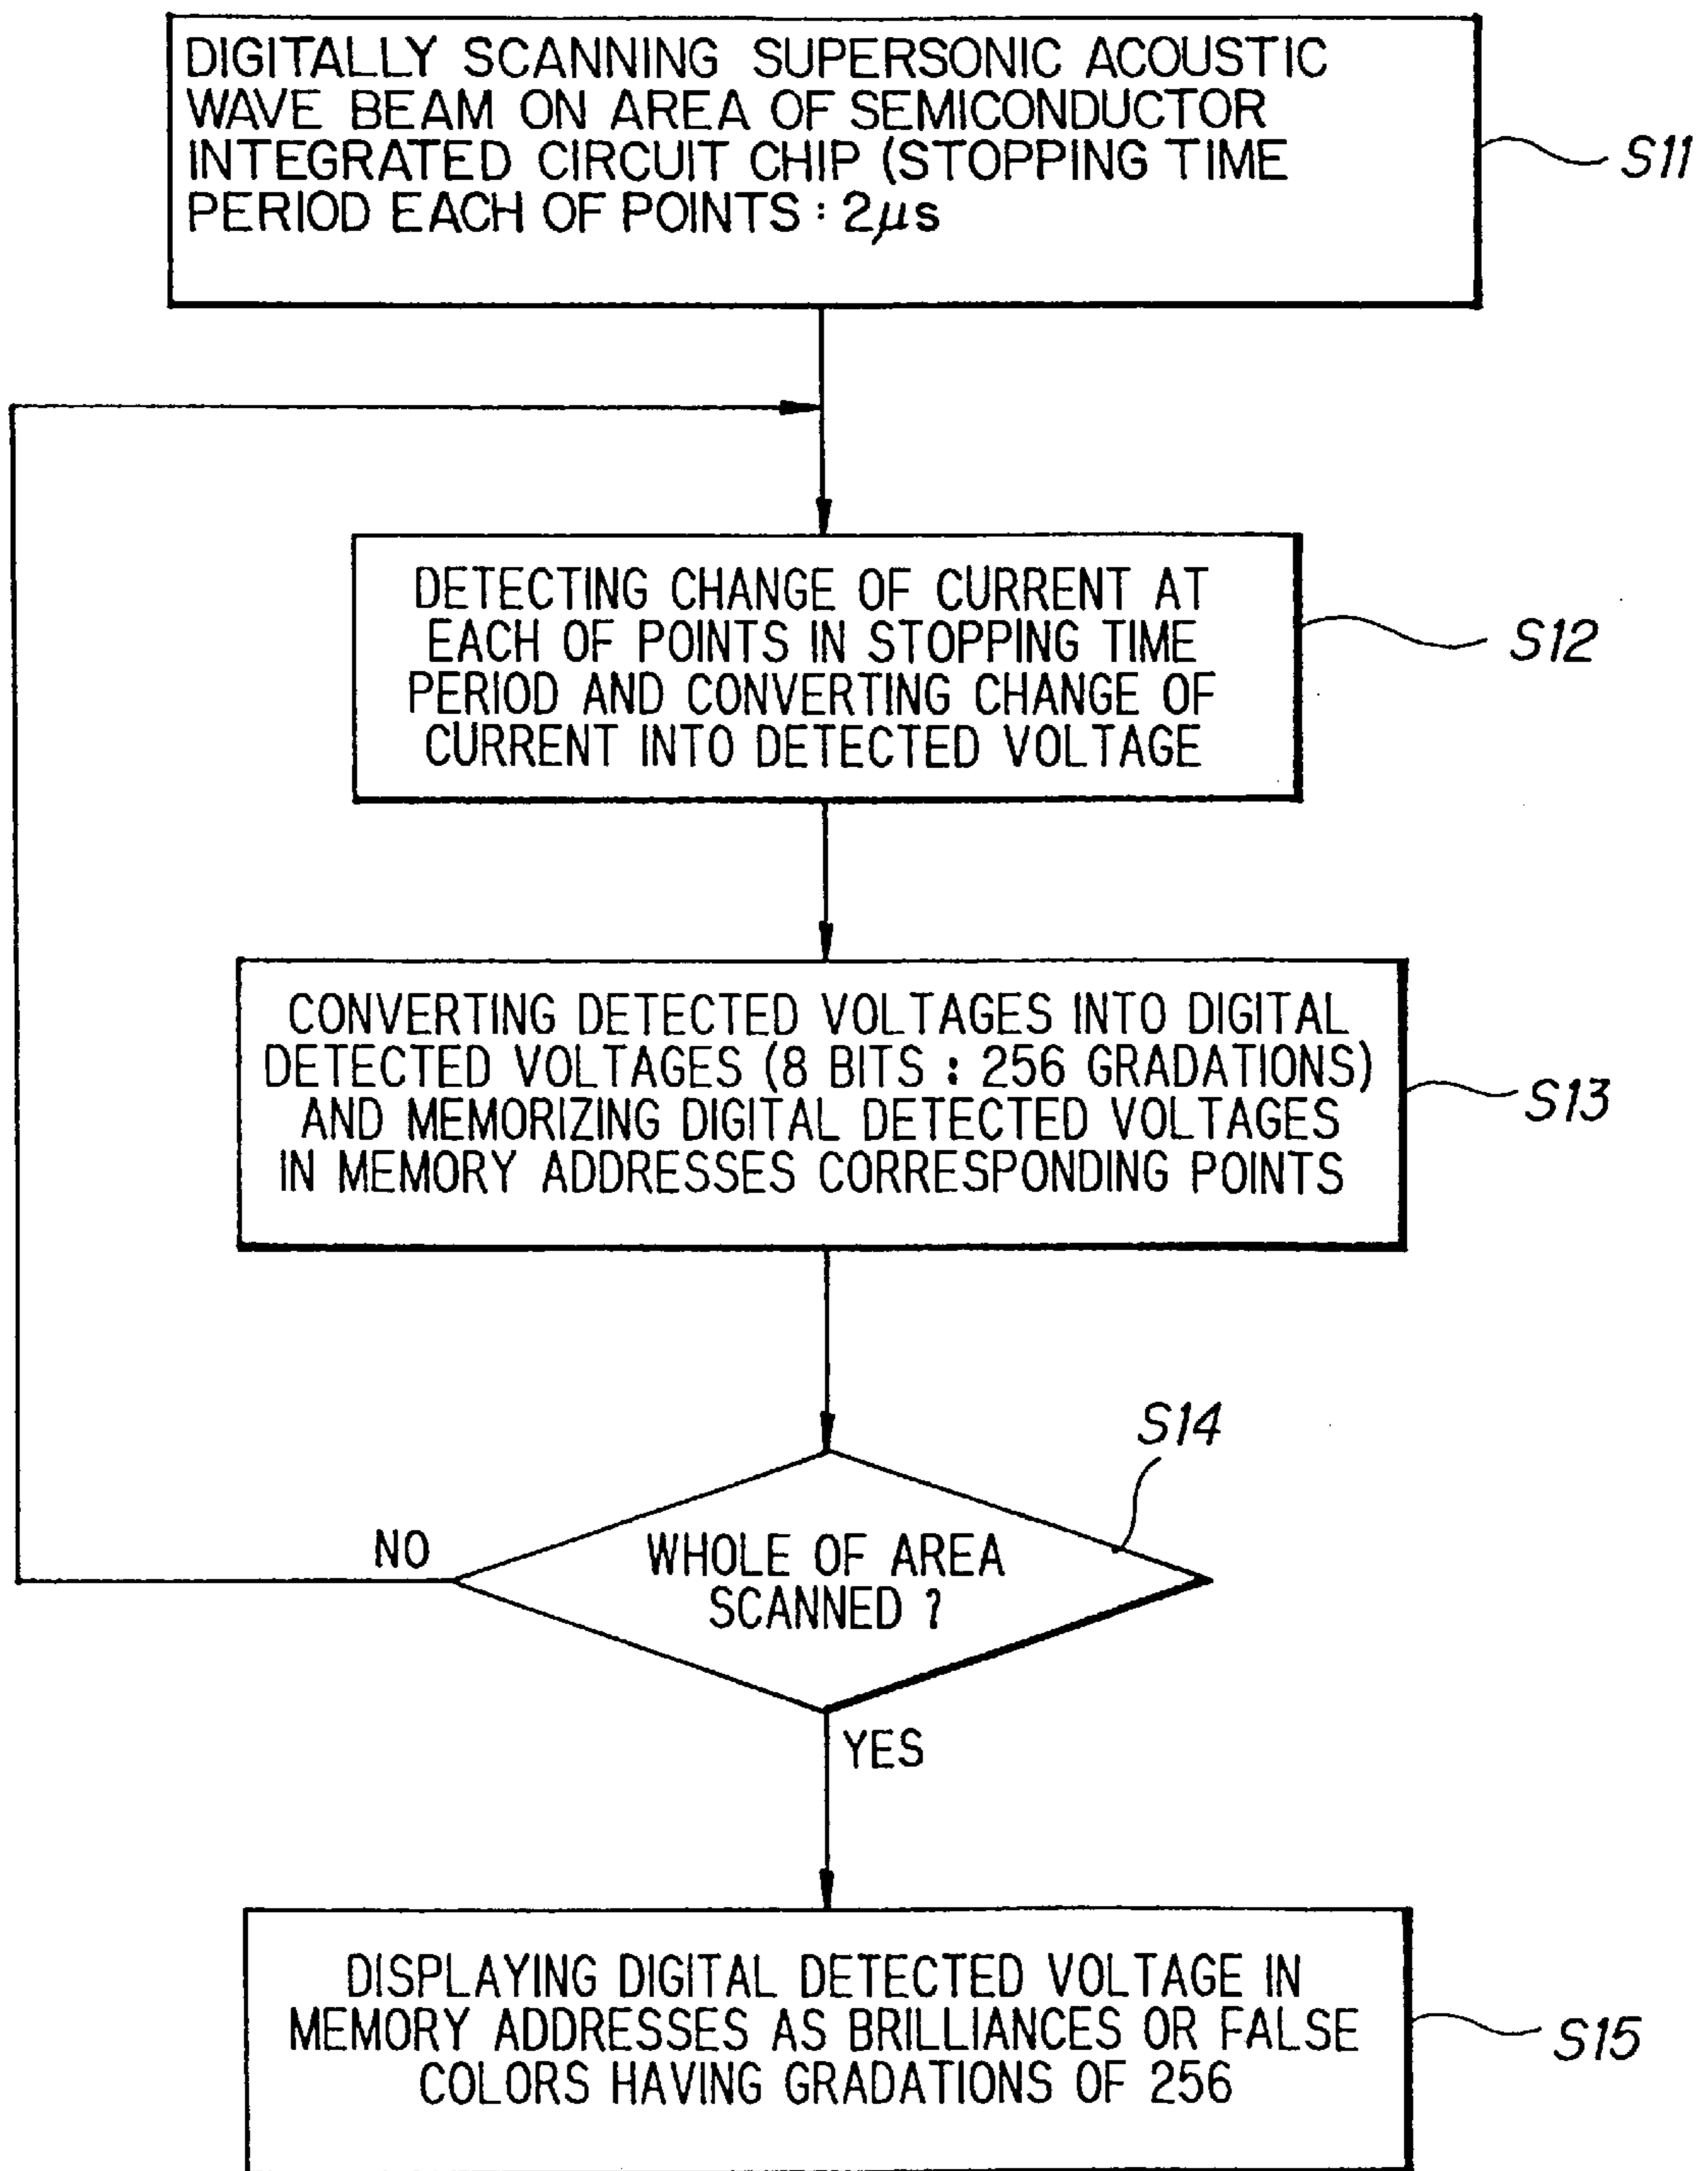 DIGITALLY SCANNING SUPERSONIC ACOUSTIC
WAVE BEAM ON AREA OF SEMICONDUCTOR
INTEGRATED CIRCUIT CHIP (STOPPING TIME
PERIOD EACH OF POINTS : 2μs
S11
DETECTING CHANGE OF CURRENT AT
EACH OF POINTS IN STOPPING TIME
PERIOD AND CONVERTING CHANGE OF
CURRENT INTO DETECTED VOLTAGE
S12
CONVERTING DETECTED VOLTAGES INTO DIGITAL
DETECTED VOLTAGES (8 BITS : 256 GRADATIONS)
AND MEMORIZING DIGITAL DETECTED VOLTAGES
IN MEMORY ADDRESSES CORRESPONDING POINTS
S13
S14
NO
WHOLE OF AREA
SCANNED ?
YES
DISPLAYING DIGITAL DETECTED VOLTAGE IN
MEMORY ADDRESSES AS BRILLIANCES OR FALSE
COLORS HAVING GRADATIONS OF 256
S15